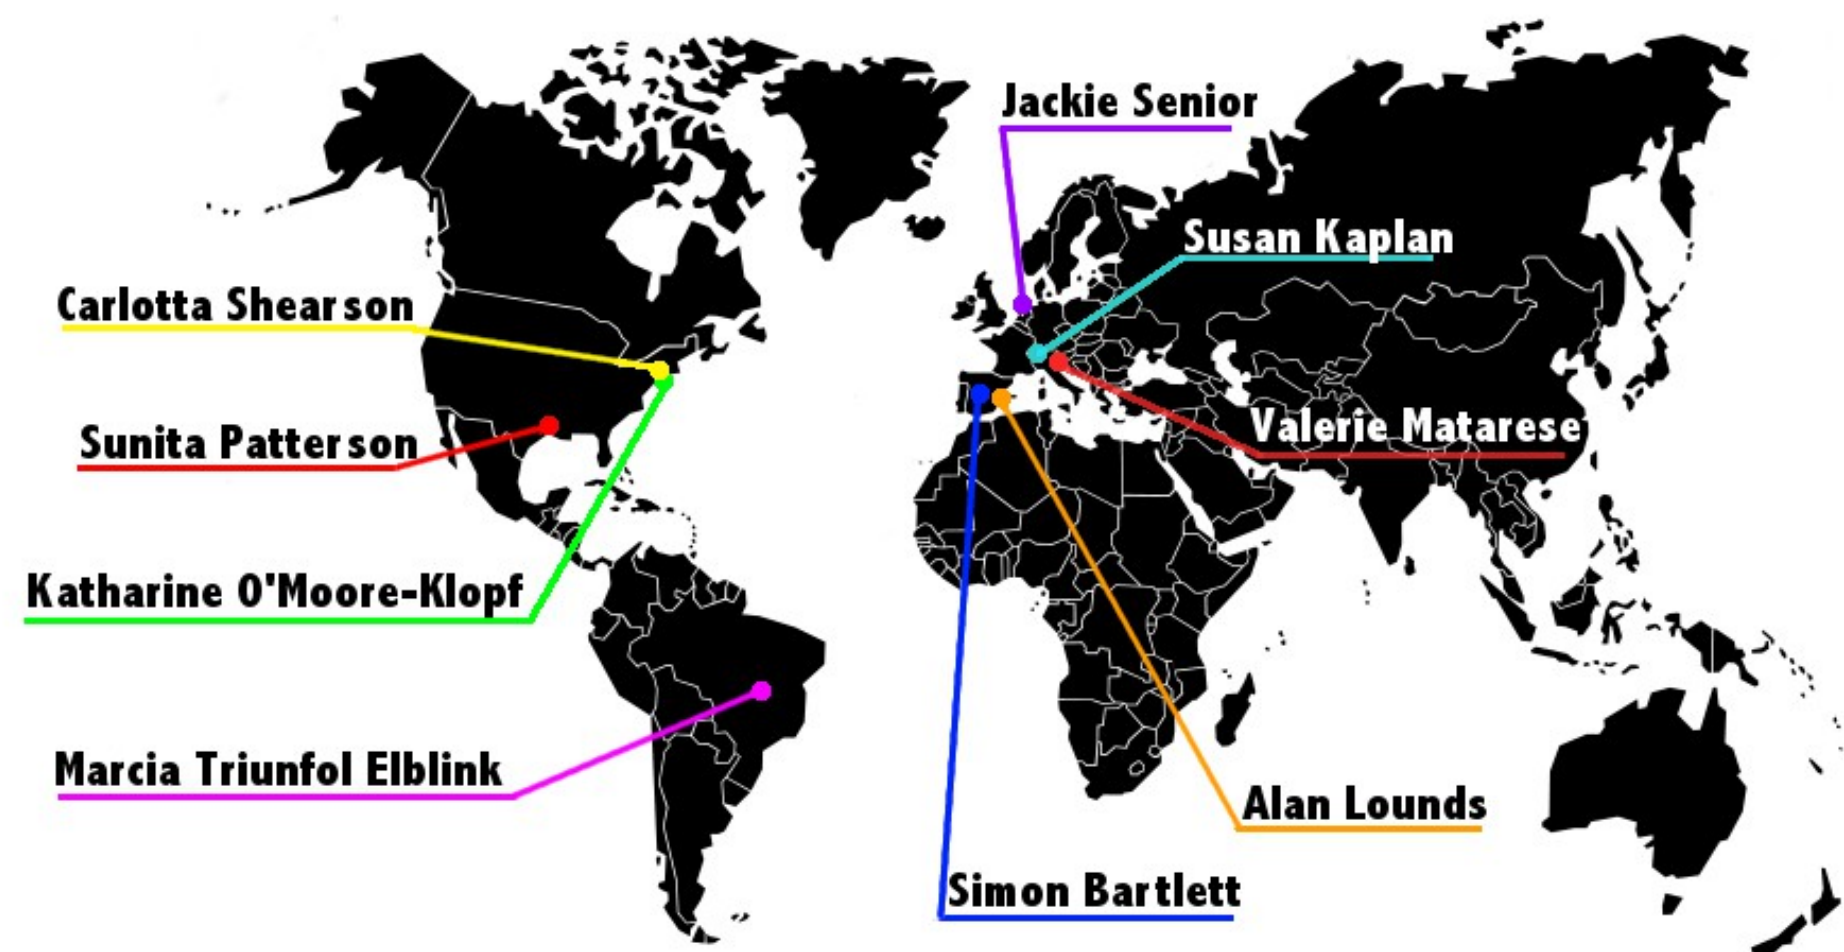 Jackie Senior
Susan Kaplan
Carlotta Shearson
Valerie Matarese
Sunita Patterson
Katharine O'Moore-Klopf
Marcia Triunfol Elblink
Alan Lounds
Simon Bartlett